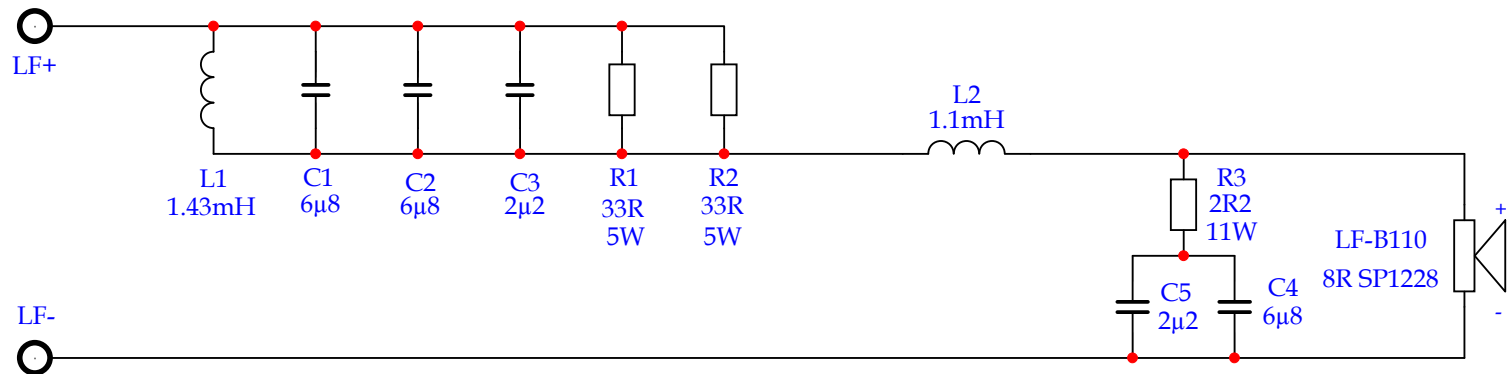 LF+
L1
1.43mH
C1
6µ8
C2
6µ8
C3
2µ2
R1
33R
5W
R2
33R
5W
L2
1.1mH
R3
2R2
11W
C5
2µ2
C4
6µ8
LF-B110
8R SP1228
+
-
LF-